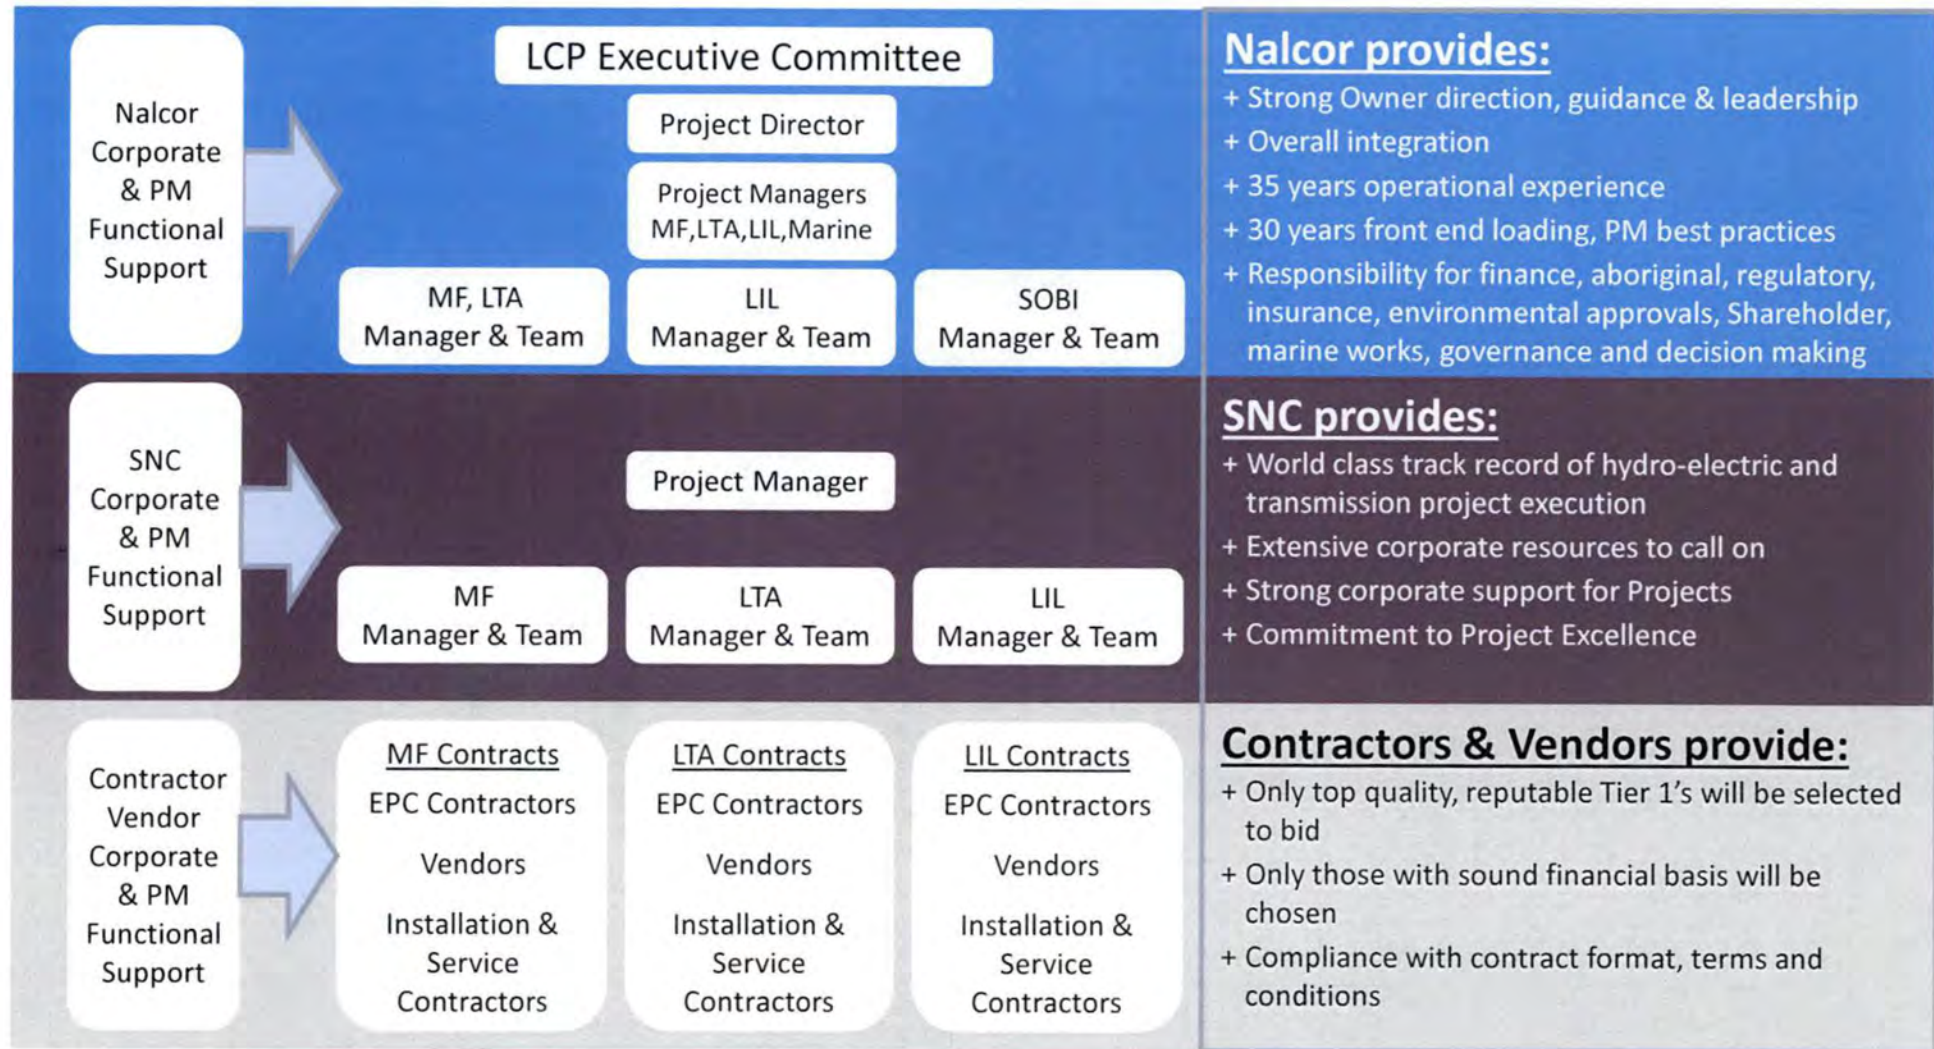 Nalcor
Corporate
& PM
Functional
Support
LCP Executive Committee
Project Director
Project Managers
MF,LTA,LIL,Marine
MF, LTA
Manager & Team
LIL
Manager & Team
SOBI
Manager & Team
Nalcor provides:
+ Strong Owner direction, guidance & leadership
+ Overall integration
+ 35 years operational experience
+ 30 years front end loading, PM best practices
+ Responsibility for finance, aboriginal, regulatory,
insurance, environmental approvals, Shareholder,
marine works, governance and decision making
SNC
Corporate
& PM
Functional
Support
Project Manager
MF
Manager & Team
LTA
Manager & Team
LIL
Manager & Team
SNC provides:
+ World class track record of hydro-electric and
transmission project execution
+ Extensive corporate resources to call on
+ Strong corporate support for Projects
+ Commitment to Project Excellence
Contractor
Vendor
Corporate
& PM
Functional
Support
MF Contracts
EPC Contractors
Vendors
Installation &
Service
Contractors
LTA Contracts
EPC Contractors
Vendors
Installation &
Service
Contractors
LIL Contracts
EPC Contractors
Vendors
Installation &
Service
Contractors
Contractors & Vendors provide:
+ Only top quality, reputable Tier 1's will be selected
to bid
+ Only those with sound financial basis will be
chosen
+ Compliance with contract format, terms and
conditions